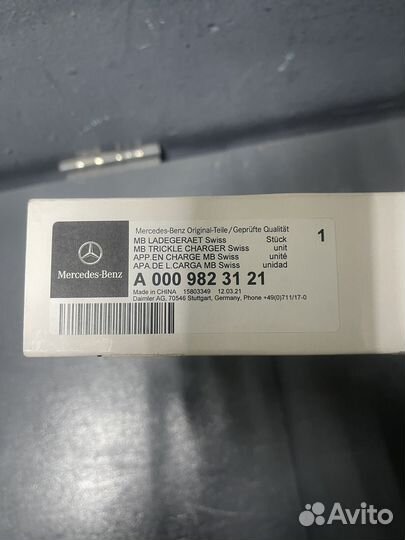 Mercedes-Benz
Mercedes-Benz Original-Teile/Geprüfte Qualität
MB LADEGERAET Swiss Stück 1
MB TRICKLE CHARGER Swiss unit
APP.EN CHARGE MB Swiss unité
APA.DE L.CARGA MB Swiss unidad
A 000 982 31 21
Made in CHINA 15803349 12.03.21
Daimler AG, 70546 Stuttgart, Germany, Phone +49(0)711/17-0
Avito